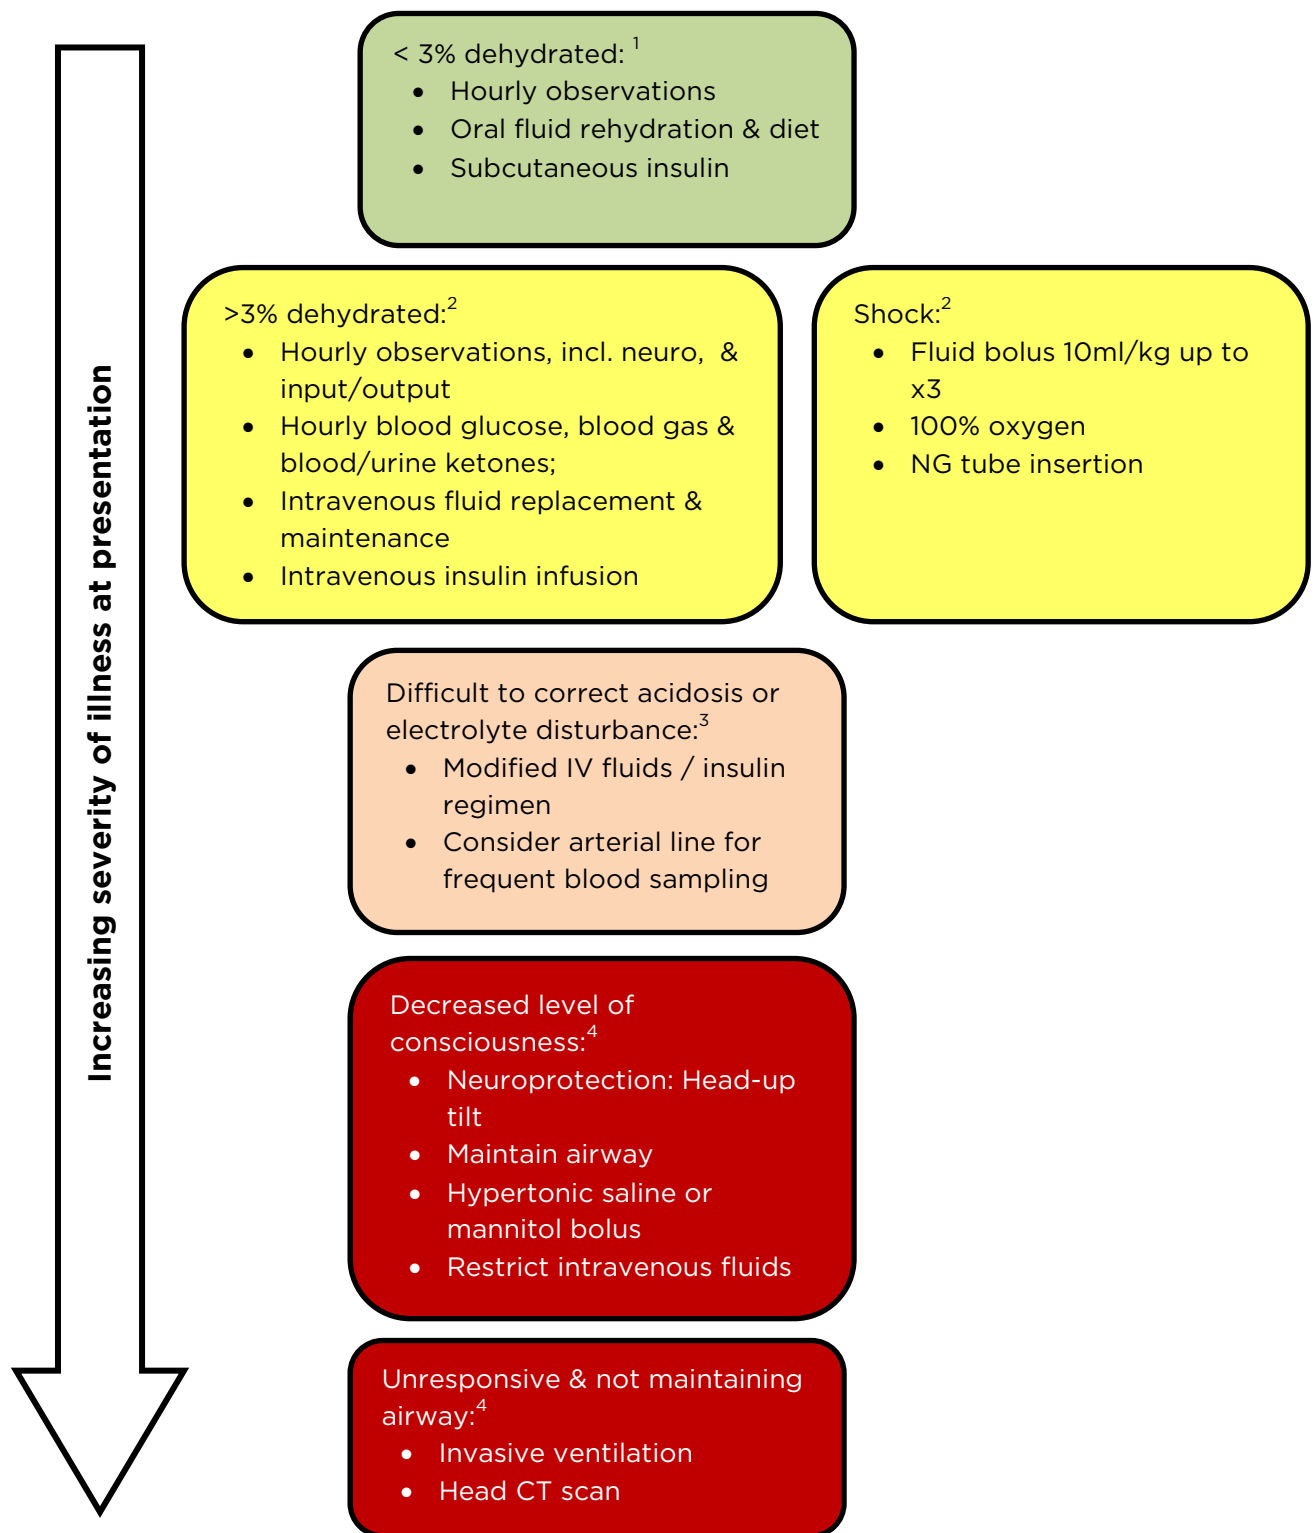 Increasing severity of illness at presentation
< 3% dehydrated: 1
• Hourly observations
• Oral fluid rehydration & diet
• Subcutaneous insulin
>3% dehydrated:2
• Hourly observations, incl. neuro, &
input/output
• Hourly blood glucose, blood gas &
blood/urine ketones;
• Intravenous fluid replacement &
maintenance
• Intravenous insulin infusion
Shock:2
• Fluid bolus 10ml/kg up to
x3
• 100% oxygen
• NG tube insertion
Difficult to correct acidosis or
electrolyte disturbance:3
• Modified IV fluids / insulin
regimen
• Consider arterial line for
frequent blood sampling
Decreased level of
consciousness:4
• Neuroprotection: Head-up
tilt
• Maintain airway
• Hypertonic saline or
mannitol bolus
• Restrict intravenous fluids
Unresponsive & not maintaining
airway:4
• Invasive ventilation
• Head CT scan